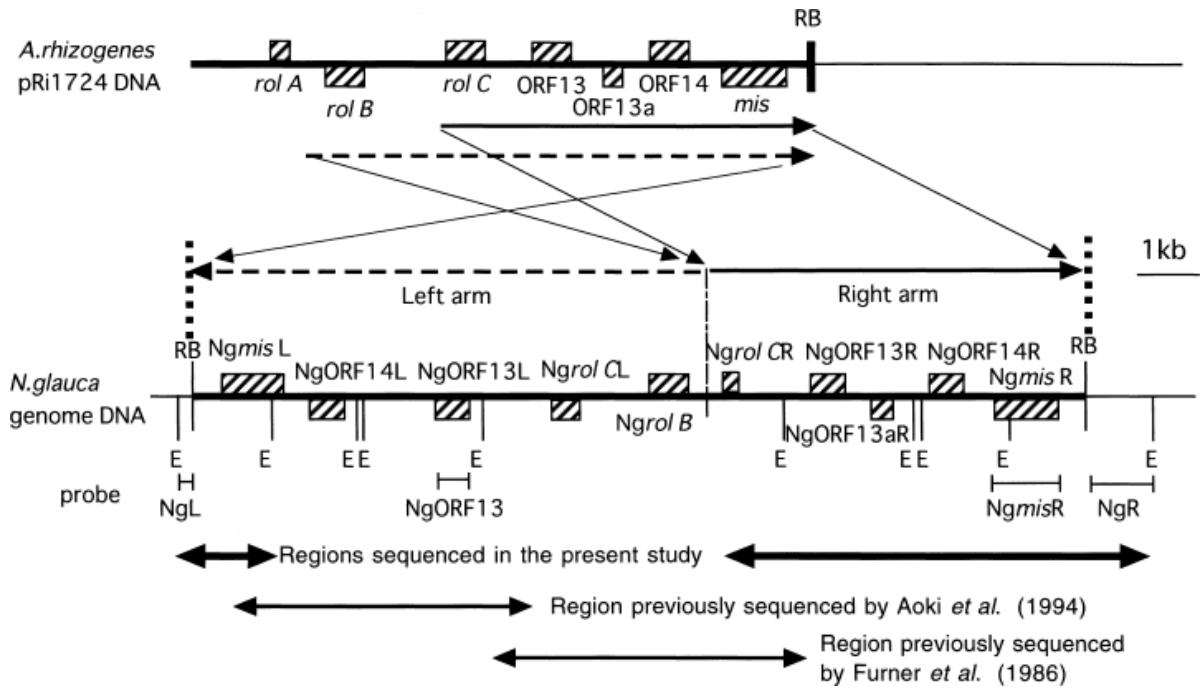 RB
A.rhizogenes
pRi1724 DNA
rol A
rol B
rol C
ORF13
ORF13a
ORF14
mis
1kb
Left arm
Right arm
RB
Ngmis L
NgORF14L
NgORF13L
Ngrol CL
Ngrol B
Ngrol CR
NgORF13R
NgORF13aR
NgORF14R
Ngmis R
RB
N.glauca
genome DNA
E E E E E E E E E E
probe
NgL
NgORF13
NgmisR
NgR
Regions sequenced in the present study
Region previously sequenced by Aoki et al. (1994)
Region previously sequenced
by Furner et al. (1986)